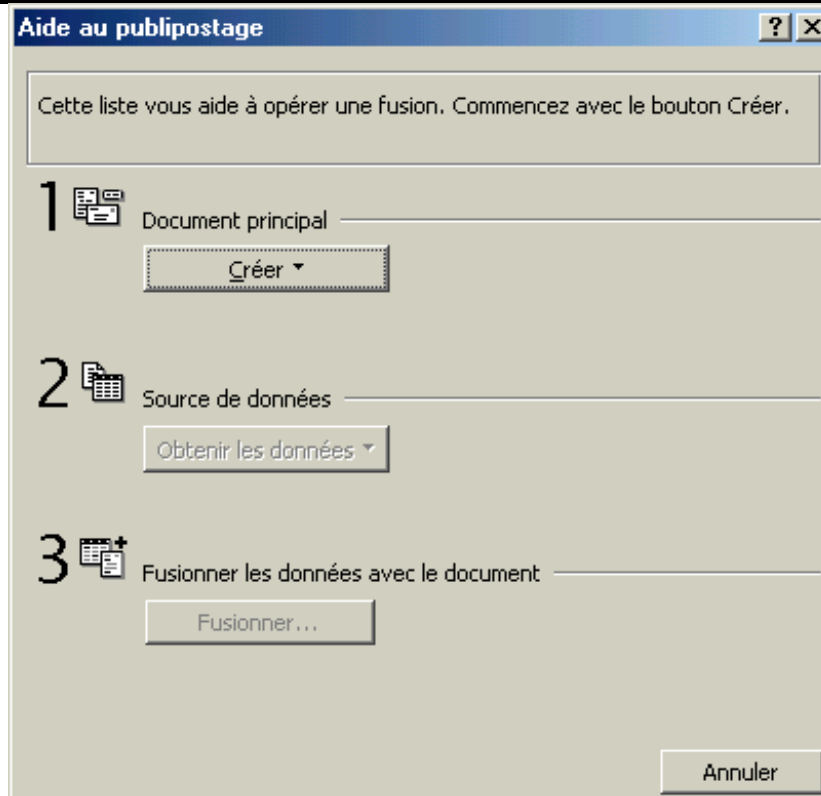 Aide au publipostage
Cette liste vous aide à opérer une fusion. Commencez avec le bouton Créer.
1 Document principal
Créer
2 Source de données
Obtenir les données
3 Fusionner les données avec le document
Fusionner...
Annuler